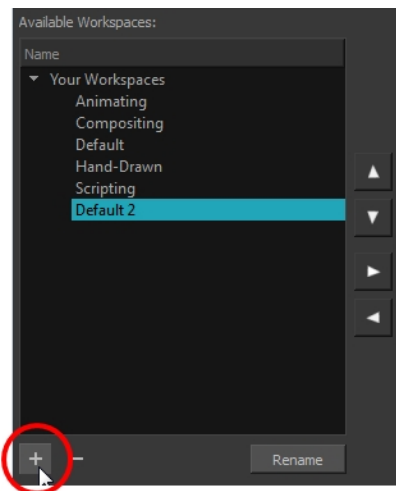 Available Workspaces:
Name
Your Workspaces
Animating
Compositing
Default
Hand-Drawn
Scripting
Default 2
Rename